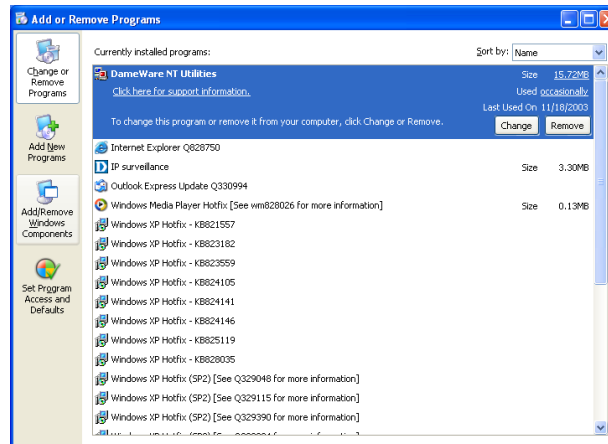 Add or Remove Programs
Change or
Remove
Programs
Add New
Programs
Add/Remove
Windows
Components
Set Program
Access and
Defaults
Currently installed programs:
Sort by: Name
DameWare NT Utilities Size 15.72MB
Click here for support information. Used occasionally
Last Used On 11/18/2003
To change this program or remove it from your computer, click Change or Remove. Change Remove
Internet Explorer Q828750
IP surveillance Size 3.30MB
Outlook Express Update Q330994
Windows Media Player Hotfix [See wm828026 for more information] Size 0.13MB
Windows XP Hotfix - KB821557
Windows XP Hotfix - KB823182
Windows XP Hotfix - KB823559
Windows XP Hotfix - KB824105
Windows XP Hotfix - KB824141
Windows XP Hotfix - KB824146
Windows XP Hotfix - KB825119
Windows XP Hotfix - KB828035
Windows XP Hotfix (SP2) [See Q329048 for more information]
Windows XP Hotfix (SP2) [See Q329115 for more information]
Windows XP Hotfix (SP2) [See Q329390 for more information]